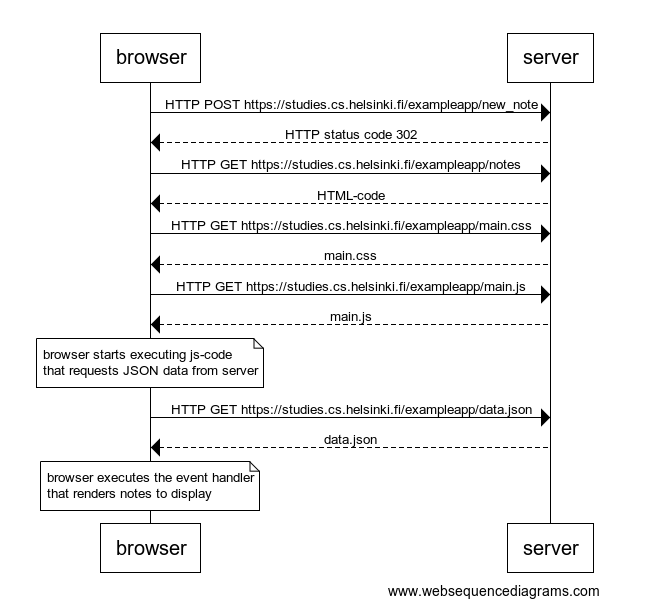 browser
server
HTTP POST https://studies.cs.helsinki.fi/exampleapp/new_note
HTTP status code 302
HTTP GET https://studies.cs.helsinki.fi/exampleapp/notes
HTML-code
HTTP GET https://studies.cs.helsinki.fi/exampleapp/main.css
main.css
HTTP GET https://studies.cs.helsinki.fi/exampleapp/main.js
main.js
browser starts executing js-code
that requests JSON data from server
HTTP GET https://studies.cs.helsinki.fi/exampleapp/data.json
data.json
browser executes the event handler
that renders notes to display
browser
server
www.websequencediagrams.com